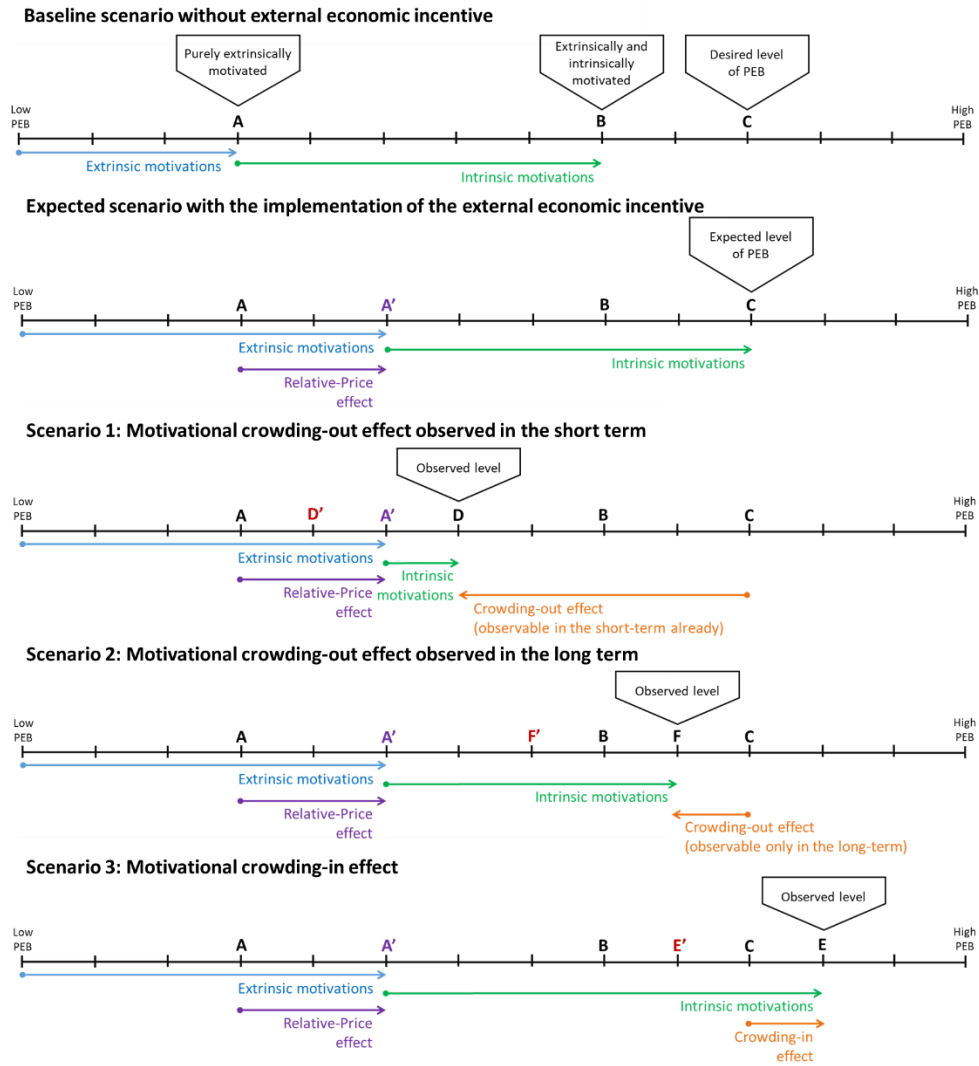 Baseline scenario without external economic incentive
Purely extrinsically
motivated
Extrinsically and
intrinsically
motivated
Desired level
of PEB
Low
PEB
A
B
C
High
PEB
Extrinsic motivations
Intrinsic motivations
Expected scenario with the implementation of the external economic incentive
Expected level
of PEB
Low
PEB
A
A'
B
C
High
PEB
Extrinsic motivations
Intrinsic motivations
Relative-Price
effect
Scenario 1: Motivational crowding-out effect observed in the short term
Observed level
Low
PEB
A
D'
A'
D
B
C
High
PEB
Extrinsic motivations
Intrinsic
motivations
Relative-Price
effect
Crowding-out effect
(observable in the short-term already)
Scenario 2: Motivational crowding-out effect observed in the long term
Observed level
Low
PEB
A
A'
F'
B
F
C
High
PEB
Extrinsic motivations
Intrinsic motivations
Relative-Price
effect
Crowding-out effect
(observable only in the long-term)
Scenario 3: Motivational crowding-in effect
Observed level
Low
PEB
A
A'
B
E'
C
E
High
PEB
Extrinsic motivations
Intrinsic motivations
Relative-Price
effect
Crowding-in
effect